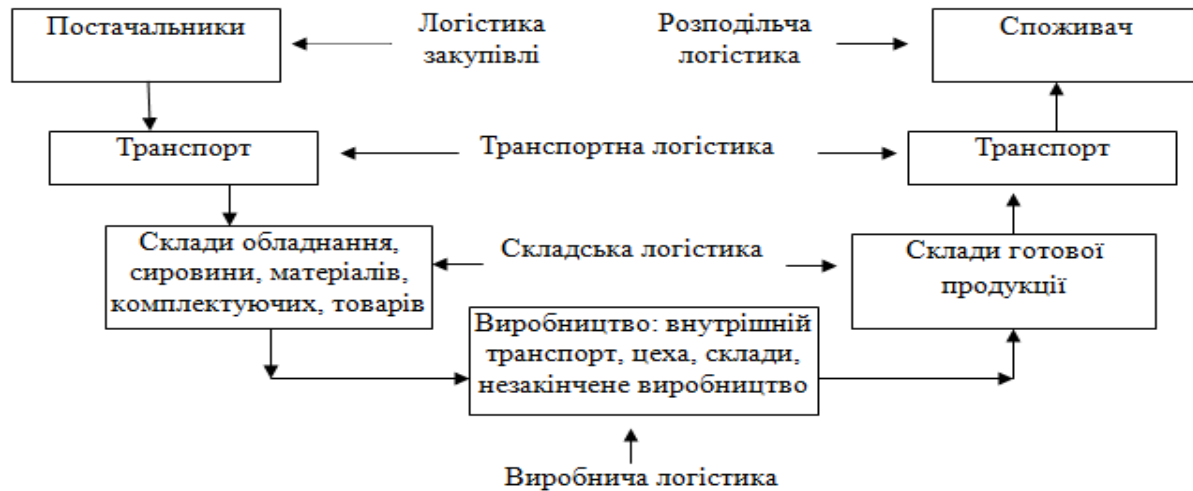 Постачальники
Логістика
закупівлі
Розподільча
логістика
Споживач
Транспорт
Транспортна логістика
Транспорт
Склади обладнання,
сировини, матеріалів,
комплектуючих, товарів
Складська логістика
Склади готової
продукції
Виробництво: внутрішній
транспорт, цеха, склади,
незакінчене виробництво
Виробнича логістика